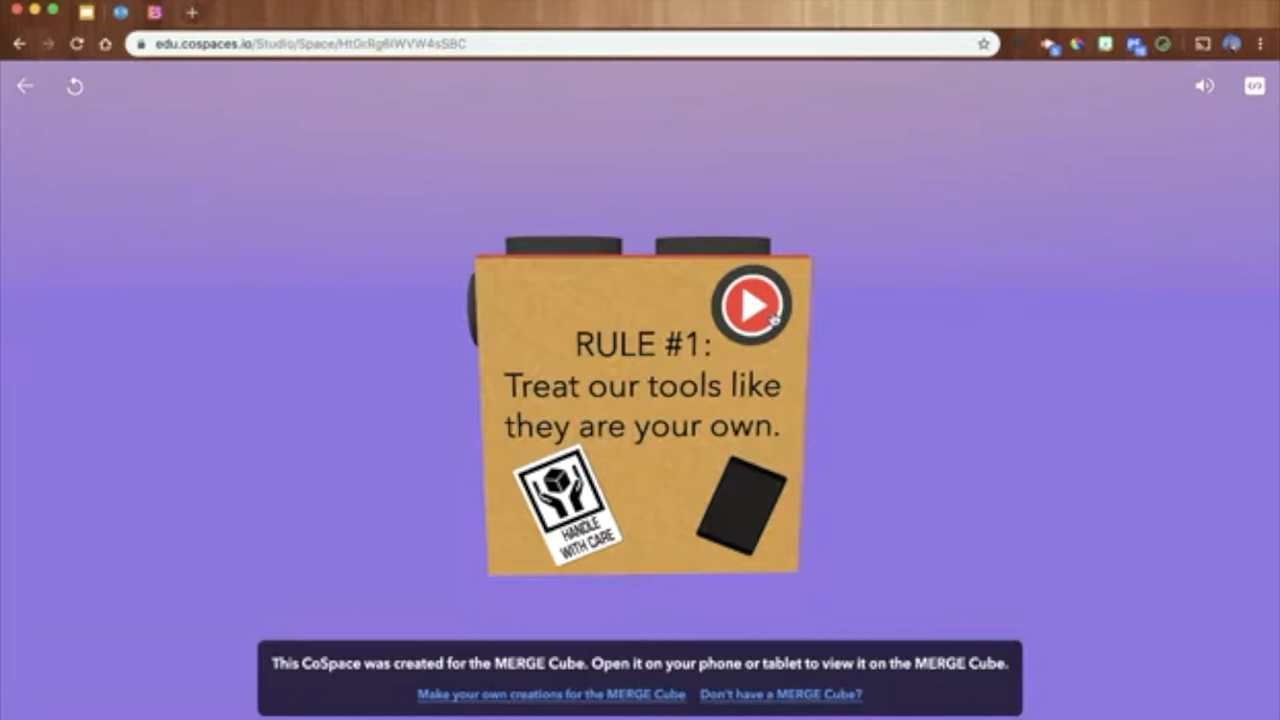 edu.cospaces.io/Studio/Space/
RULE #1:
Treat our tools like
they are your own.
HANDLE
WITH CARE
This CoSpace was created for the MERGE Cube. Open it on your phone or tablet to view it on the MERGE Cube.
Make your own creations for the MERGE Cube Don't have a MERGE Cube?